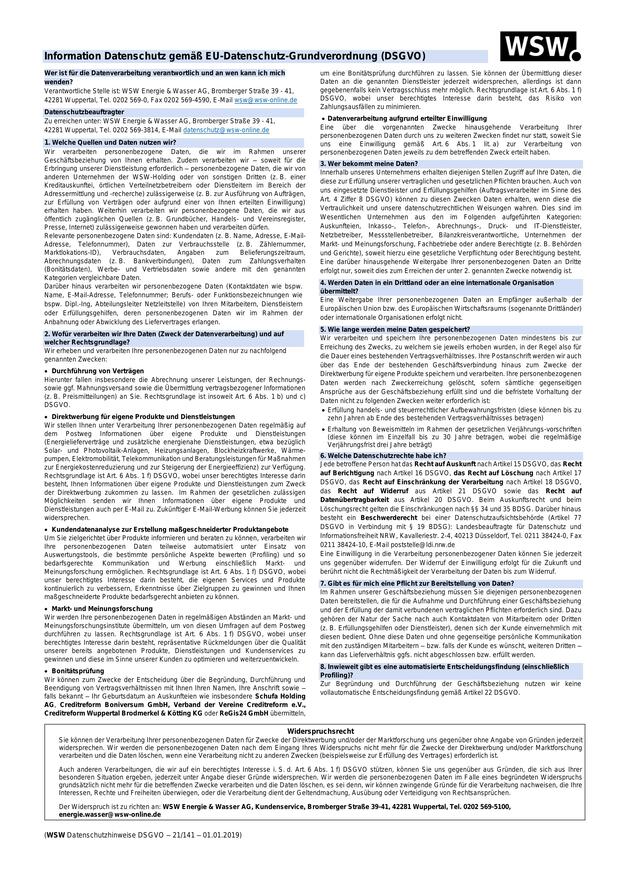 Information Datenschutz gemäß EU-Datenschutz-Grundverordnung (DSGVO)
WSW.
Wer ist für die Datenverarbeitung verantwortlich und an wen kann ich mich
wenden?
Verantwortliche Stelle ist: WSW Energie & Wasser AG, Bromberger Straße 39 - 41,
42281 Wuppertal, Tel. 0202 569-0, Fax 0202 569-4590, E-Mail wsw@wsw-online.de
Datenschutzbeauftragter
Zu erreichen unter: WSW Energie & Wasser AG, Bromberger Straße 39 - 41,
42281 Wuppertal, Tel. 0202 569-3814, E-Mail datenschutz@wsw-online.de
1. Welche Quellen und Daten nutzen wir?
Wir verarbeiten personenbezogene Daten, die wir im Rahmen unserer
Geschäftsbeziehung von Ihnen erhalten. Zudem verarbeiten wir – soweit für die
Erbringung unserer Dienstleistung erforderlich – personenbezogene Daten, die wir von
anderen Unternehmen der WSW-Holding oder von sonstigen Dritten (z. B. einer
Kreditauskunftei, örtlichen Verteilnetzbetreibern oder Dienstleistern im Bereich der
Adressermittlung und -recherche) zulässigerweise (z. B. zur Ausführung von Aufträgen,
zur Erfüllung von Verträgen oder aufgrund einer von Ihnen erteilten Einwilligung)
erhalten haben. Weiterhin verarbeiten wir personenbezogene Daten, die wir aus
öffentlich zugänglichen Quellen (z. B. Grundbücher, Handels- und Vereinsregister,
Presse, Internet) zulässigerweise gewonnen haben und verarbeiten dürfen.
Relevante personenbezogene Daten sind: Kundendaten (z. B. Name, Adresse, E-Mail-
Adresse, Telefonnummer), Daten zur Verbrauchsstelle (z. B. Zählernummer,
Marktlokations-ID), Verbrauchsdaten, Angaben zum Belieferungszeitraum,
Abrechnungsdaten (z. B. Bankverbindungen), Daten zum Zahlungsverhalten
(Bonitätsdaten), Werbe- und Vertriebsdaten sowie andere mit den genannten
Kategorien vergleichbare Daten.
Darüber hinaus verarbeiten wir personenbezogene Daten (Kontaktdaten wie bspw.
Name, E-Mail-Adresse, Telefonnummer; Berufs- oder Funktionsbezeichnungen wie
bspw. Dipl.-Ing, Abteilungsleiter Netzleitstelle) von Ihren Mitarbeitern, Dienstleistern
oder Erfüllungsgehilfen, deren personenbezogenen Daten wir im Rahmen der
Anbahnung oder Abwicklung des Liefervertrages erlangen.
2. Wofür verarbeiten wir Ihre Daten (Zweck der Datenverarbeitung) und auf
welcher Rechtsgrundlage?
Wir erheben und verarbeiten Ihre personenbezogenen Daten nur zu nachfolgend
genannten Zwecken:
• Durchführung von Verträgen
Hierunter fallen insbesondere die Abrechnung unserer Leistungen, der Rechnungs-
sowie ggf. Mahnungsversand sowie die Übermittlung vertragsbezogener Informationen
(z. B. Preismitteilungen) an Sie. Rechtsgrundlage ist insoweit Art. 6 Abs. 1 b) und c)
DSGVO.
• Direktwerbung für eigene Produkte und Dienstleistungen
Wir stellen Ihnen unter Verarbeitung Ihrer personenbezogenen Daten regelmäßig auf
dem Postweg Informationen über eigene Produkte und Dienstleistungen
(Energielieferverträge und zusätzliche energienahe Dienstleistungen, etwa bezüglich
Solar- und Photovoltaik-Anlagen, Heizungsanlagen, Blockheizkraftwerke, Wärme-
pumpen, Elektromobilität, Telekommunikation und Beratungsleistungen für Maßnahmen
zur Energiekostenreduzierung und zur Steigerung der Energieeffizienz) zur Verfügung.
Rechtsgrundlage ist Art. 6 Abs. 1 f) DSGVO, wobei unser berechtigtes Interesse darin
besteht, Ihnen Informationen über eigene Produkte und Dienstleistungen zum Zweck
der Direktwerbung zukommen zu lassen. Im Rahmen der gesetzlichen zulässigen
Möglichkeiten senden wir Ihnen Informationen über eigene Produkte und
Dienstleistungen auch per E-Mail zu. Zukünftiger E-Mail-Werbung können Sie jederzeit
widersprechen.
• Kundendatenanalyse zur Erstellung maßgeschneiderter Produktangebote
Um Sie zielgerichtet über Produkte informieren und beraten zu können, verarbeiten wir
Ihre personenbezogenen Daten teilweise automatisiert unter Einsatz von
Auswertungstools, die bestimmte persönliche Aspekte bewerten (Profiling) und so
bedarfsgerechte Kommunikation und Werbung einschließlich Markt- und
Meinungsforschung ermöglichen. Rechtsgrundlage ist Art. 6 Abs. 1 f) DSGVO, wobei
unser berechtigtes Interesse darin besteht, die eigenen Services und Produkte
kontinuierlich zu verbessern, Erkenntnisse über Zielgruppen zu gewinnen und Ihnen
maßgeschneiderte Produkte bedarfsgerecht anbieten zu können.
• Markt- und Meinungsforschung
Wir werden Ihre personenbezogenen Daten in regelmäßigen Abständen an Markt- und
Meinungsforschungsinstitute übermitteln, um von diesen Umfragen auf dem Postweg
durchführen zu lassen. Rechtsgrundlage ist Art. 6 Abs. 1 f) DSGVO, wobei unser
berechtigtes Interesse darin besteht, repräsentative Rückmeldungen über die Qualität
unserer bereits angebotenen Produkte, Dienstleistungen und Kundenservices zu
gewinnen und diese im Sinne unserer Kunden zu optimieren und weiterzuentwickeln.
• Bonitätsprüfung
Wir können zum Zwecke der Entscheidung über die Begründung, Durchführung und
Beendigung von Vertragsverhältnissen mit Ihnen Ihren Namen, Ihre Anschrift sowie –
falls bekannt – Ihr Geburtsdatum an Auskunfteien wie insbesondere Schufa Holding
AG, Creditreform Boniversum GmbH, Verband der Vereine Creditreform e.V.,
Creditreform Wuppertal Brodmerkel & Kötting KG oder ReGis24 GmbH übermitteln,
um eine Bonitätsprüfung durchführen zu lassen. Sie können der Übermittlung dieser
Daten an die genannten Dienstleister jederzeit widersprechen, allerdings ist dann
gegebenenfalls kein Vertragsschluss mehr möglich. Rechtsgrundlage ist Art. 6 Abs. 1 f)
DSGVO, wobei unser berechtigtes Interesse darin besteht, das Risiko von
Zahlungsausfällen zu minimieren.
• Datenverarbeitung aufgrund erteilter Einwilligung
Eine über die vorgenannten Zwecke hinausgehende Verarbeitung Ihrer
personenbezogenen Daten durch uns zu weiteren Zwecken findet nur statt, soweit Sie
uns eine Einwilligung gemäß Art. 6 Abs. 1 lit. a) zur Verarbeitung von
personenbezogenen Daten jeweils zu dem betreffenden Zweck erteilt haben.
3. Wer bekommt meine Daten?
Innerhalb unseres Unternehmens erhalten diejenigen Stellen Zugriff auf Ihre Daten, die
diese zur Erfüllung unserer vertraglichen und gesetzlichen Pflichten brauchen. Auch von
uns eingesetzte Dienstleister und Erfüllungsgehilfen (Auftragsverarbeiter im Sinne des
Art. 4 Ziffer 8 DSGVO) können zu diesen Zwecken Daten erhalten, wenn diese die
Vertraulichkeit und unsere datenschutzrechtlichen Weisungen wahren. Dies sind im
Wesentlichen Unternehmen aus den im Folgenden aufgeführten Kategorien:
Auskunfteien, Inkasso-, Telefon-, Abrechnungs-, Druck- und IT-Dienstleister,
Netzbetreiber, Messstellenbetreiber, Bilanzkreisverantwortliche, Unternehmen der
Markt- und Meinungsforschung, Fachbetriebe oder andere Berechtigte (z. B. Behörden
und Gerichte), soweit hierzu eine gesetzliche Verpflichtung oder Berechtigung besteht.
Eine darüber hinausgehende Weitergabe Ihrer personenbezogenen Daten an Dritte
erfolgt nur, soweit dies zum Erreichen der unter 2. genannten Zwecke notwendig ist.
4. Werden Daten in ein Drittland oder an eine internationale Organisation
übermittelt?
Eine Weitergabe Ihrer personenbezogenen Daten an Empfänger außerhalb der
Europäischen Union bzw. des Europäischen Wirtschaftsraums (sogenannte Drittländer)
oder internationale Organisationen erfolgt nicht.
5. Wie lange werden meine Daten gespeichert?
Wir verarbeiten und speichern Ihre personenbezogenen Daten mindestens bis zur
Erreichung des Zwecks, zu welchem sie jeweils erhoben wurden, in der Regel also für
die Dauer eines bestehenden Vertragsverhältnisses. Ihre Postanschrift werden wir auch
über das Ende der bestehenden Geschäftsverbindung hinaus zum Zwecke der
Direktwerbung für eigene Produkte speichern und verarbeiten. Ihre personenbezogenen
Daten werden nach Zweckerreichung gelöscht, sofern sämtliche gegenseitigen
Ansprüche aus der Geschäftsbeziehung erfüllt sind und die befristete Vorhaltung der
Daten nicht zu folgenden Zwecken weiter erforderlich ist:
• Erfüllung handels- und steuerrechtlicher Aufbewahrungsfristen (diese können bis zu
zehn Jahren ab Ende des bestehenden Vertragsverhältnisses betragen)
• Erhaltung von Beweismitteln im Rahmen der gesetzlichen Verjährungs-vorschriften
(diese können im Einzelfall bis zu 30 Jahre betragen, wobei die regelmäßige
Verjährungsfrist drei Jahre beträgt)
6. Welche Datenschutzrechte habe ich?
Jede betroffene Person hat das Recht auf Auskunft nach Artikel 15 DSGVO, das Recht
auf Berichtigung nach Artikel 16 DSGVO, das Recht auf Löschung nach Artikel 17
DSGVO, das Recht auf Einschränkung der Verarbeitung nach Artikel 18 DSGVO,
das Recht auf Widerruf aus Artikel 21 DSGVO sowie das Recht auf
Datenübertragbarkeit aus Artikel 20 DSGVO. Beim Auskunftsrecht und beim
Löschungsrecht gelten die Einschränkungen nach §§ 34 und 35 BDSG. Darüber hinaus
besteht ein Beschwerderecht bei einer Datenschutzaufsichtsbehörde (Artikel 77
DSGVO in Verbindung mit § 19 BDSG): Landesbeauftragte für Datenschutz und
Informationsfreiheit NRW, Kavalleriestr. 2-4, 40213 Düsseldorf, Tel. 0211 38424-0, Fax
0211 38424-10, E-Mail poststelle@ldi.nrw.de
Eine Einwilligung in die Verarbeitung personenbezogener Daten können Sie jederzeit
uns gegenüber widerrufen. Der Widerruf der Einwilligung erfolgt für die Zukunft und
berührt nicht die Rechtmäßigkeit der Verarbeitung der Daten bis zum Widerruf.
7. Gibt es für mich eine Pflicht zur Bereitstellung von Daten?
Im Rahmen unserer Geschäftsbeziehung müssen Sie diejenigen personenbezogenen
Daten bereitstellen, die für die Aufnahme und Durchführung einer Geschäftsbeziehung
und der Erfüllung der damit verbundenen vertraglichen Pflichten erforderlich sind. Dazu
gehören der Natur der Sache nach auch Kontaktdaten von Mitarbeitern oder Dritten
(z. B. Erfüllungsgehilfen oder Dienstleistern), denen sich der Kunde einvernehmlich mit
diesen bedient. Ohne diese Daten und ohne gegenseitige persönliche Kommunikation
mit den zuständigen Mitarbeitern – bzw. falls der Kunde es wünscht, weiteren Dritten –
kann das Lieferverhältnis ggfs. nicht abgeschlossen bzw. erfüllt werden.
8. Inwieweit gibt es eine automatisierte Entscheidungsfindung (einschließlich
Profiling)?
Zur Begründung und Durchführung der Geschäftsbeziehung nutzen wir keine
vollautomatische Entscheidungsfindung gemäß Artikel 22 DSGVO.
Widerspruchsrecht
Sie können der Verarbeitung Ihrer personenbezogenen Daten für Zwecke der Direktwerbung und/oder der Marktforschung uns gegenüber ohne Angabe von Gründen jederzeit
widersprechen. Wir werden die personenbezogenen Daten nach dem Eingang Ihres Widerspruchs nicht mehr für die Zwecke der Direktwerbung und/oder Marktforschung
verarbeiten und die Daten löschen, wenn eine Verarbeitung nicht zu anderen Zwecken (beispielsweise zur Erfüllung des Vertrages) erforderlich ist.
Auch anderen Verarbeitungen, die wir auf ein berechtigtes Interesse i. S. d. Art 6 Abs. 1 f) DSGVO stützen, können Sie uns gegenüber aus Gründen, die sich aus Ihrer
besonderen Situation ergeben, jederzeit unter Angabe dieser Gründe widersprechen. Wir werden die personenbezogenen Daten im Falle eines begründeten Widerspruchs
grundsätzlich nicht mehr für die betreffenden Zwecke verarbeiten und die Daten löschen, es sei denn, wir können zwingende Gründe für die Verarbeitung nachweisen, die Ihre
Interessen, Rechte und Freiheiten überwiegen, oder die Verarbeitung dient der Geltendmachung, Ausübung oder Verteidigung von Rechtsansprüchen.
Der Widerspruch ist zu richten an: WSW Energie & Wasser AG, Kundenservice, Bromberger Straße 39-41, 42281 Wuppertal, Tel. 0202 569-5100,
energie.wasser@wsw-online.de
(WSW Datenschutzhinweise DSGVO – 21/141 – 01.01.2019)